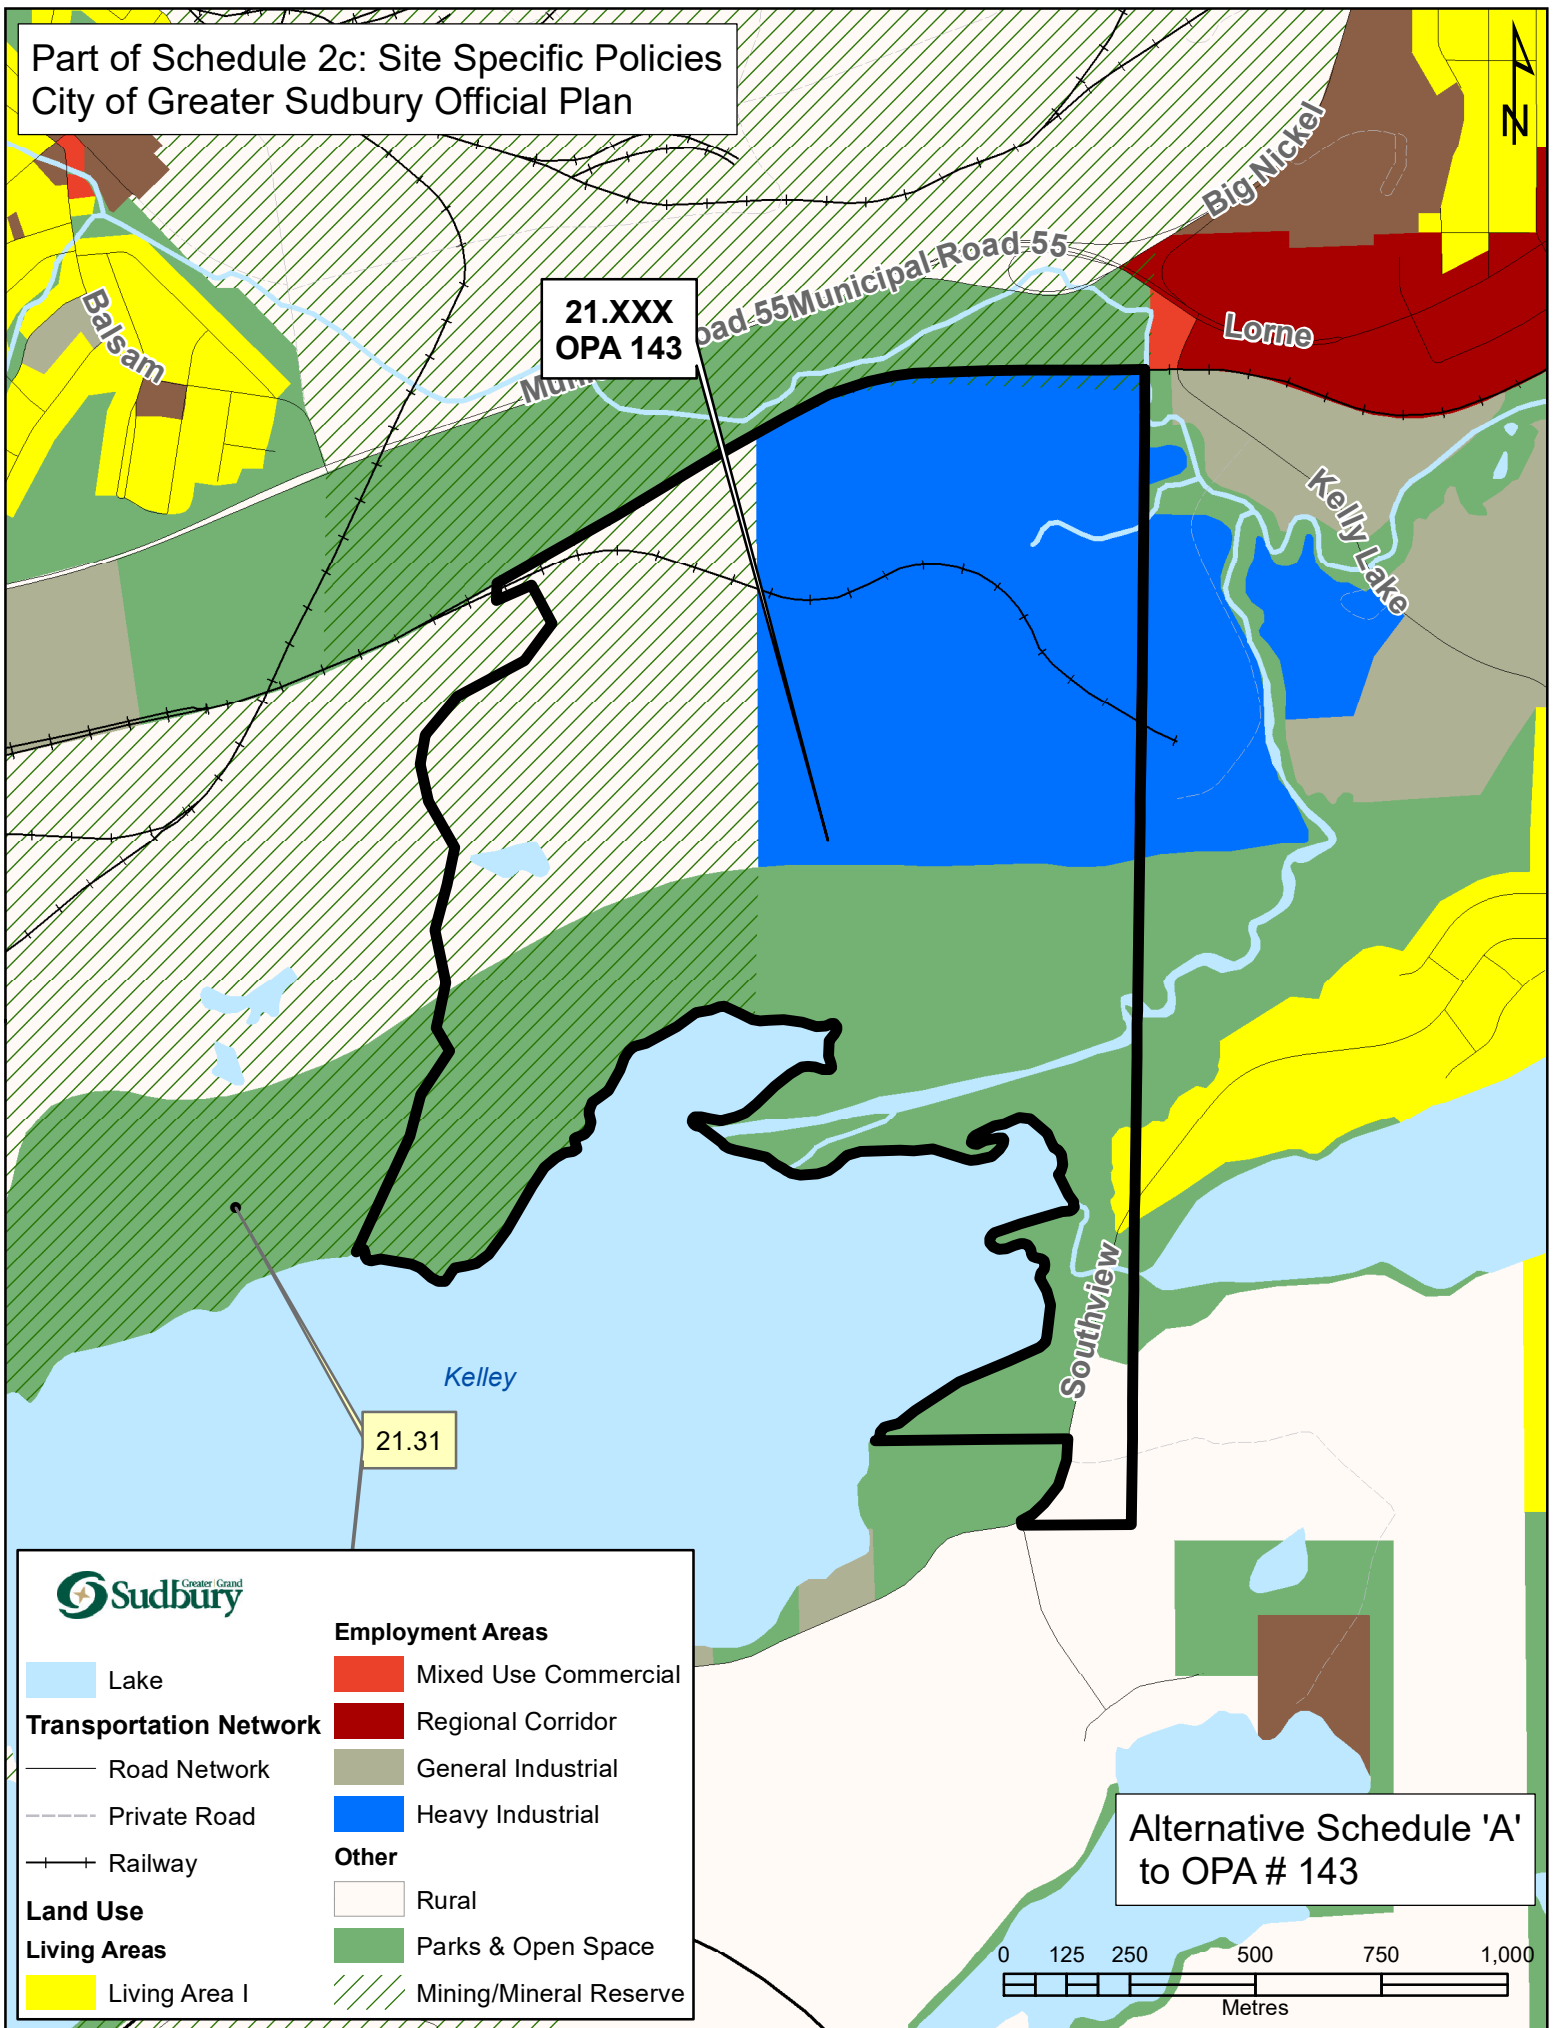 Part of Schedule 2c: Site Specific Policies
City of Greater Sudbury Official Plan
N
Big Nickel
Municipal Road 55
oad 55
Muni
21.XXX
OPA 143
Balsam
Lorne
Kelly Lake
Southview
Kelley
21.31
Greater | Grand
Sudbury
Lake
Transportation Network
Road Network
Private Road
Railway
Land Use
Living Areas
Living Area I
Employment Areas
Mixed Use Commercial
Regional Corridor
General Industrial
Heavy Industrial
Other
Rural
Parks & Open Space
Mining/Mineral Reserve
Alternative Schedule 'A'
to OPA # 143
0 125 250 500 750 1,000
Metres